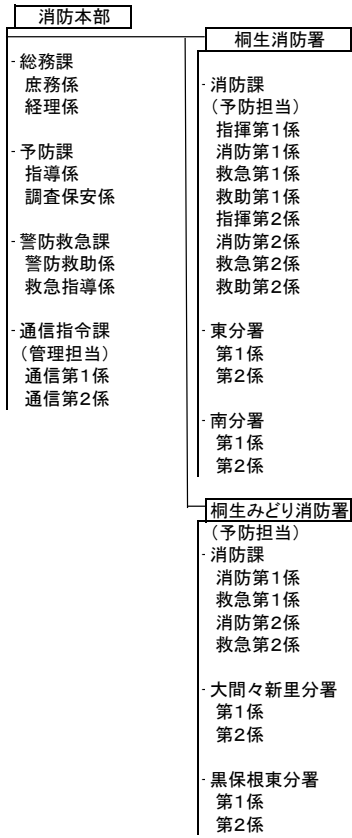 消防本部
-総務課
庶務係
経理係
-予防課
指導係
調査保安係
-警防救急課
警防救助係
救急指導係
-通信指令課
（管理担当）
通信第１係
通信第２係
桐生消防署
-消防課
（予防担当）
指揮第１係
消防第１係
救急第１係
救助第１係
指揮第２係
消防第２係
救急第２係
救助第２係
-東分署
第１係
第２係
-南分署
第１係
第２係
桐生みどり消防署
（予防担当）
-消防課
消防第１係
救急第１係
消防第２係
救急第２係
-大間々新里分署
第１係
第２係
-黒保根東分署
第１係
第２係